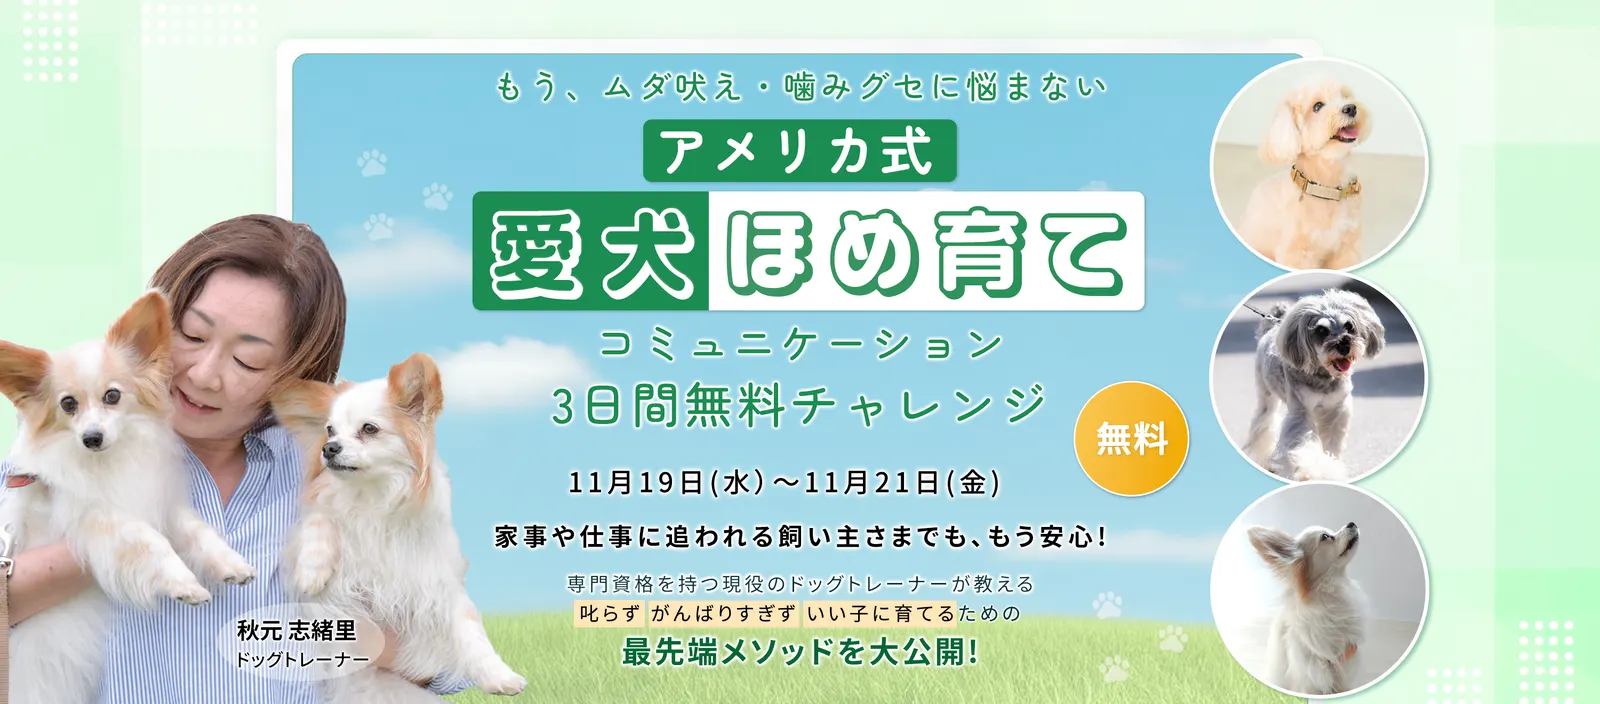 もう、ムダ吠え・噛みグセに悩まない
アメリカ式
愛犬ほめ育て
コミュニケーション
3日間無料チャレンジ
無料
11月19日(水)～11月21日(金)
家事や仕事に追われる飼い主さまでも、もう安心!
専門資格を持つ現役のドッグトレーナーが教える
叱らず がんばりすぎず いい子に育てるための
最先端メソッドを大公開!
秋元 志緒里
ドッグトレーナー